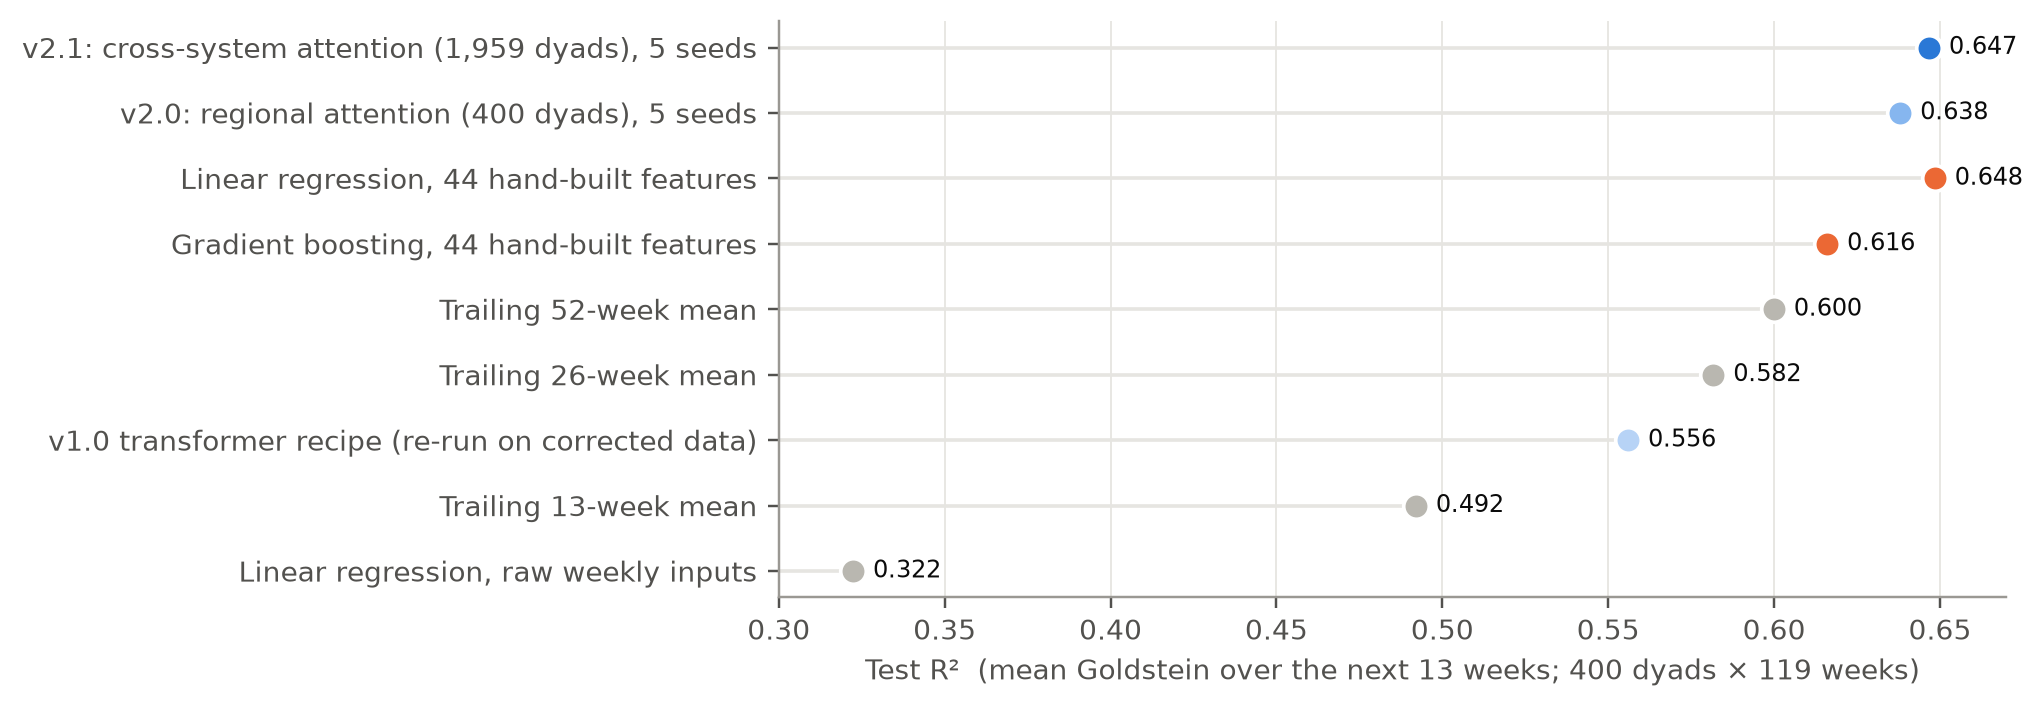 v2.1: cross-system attention (1,959 dyads), 5 seeds 0.647
v2.0: regional attention (400 dyads), 5 seeds 0.638
Linear regression, 44 hand-built features 0.648
Gradient boosting, 44 hand-built features 0.616
Trailing 52-week mean 0.600
Trailing 26-week mean 0.582
v1.0 transformer recipe (re-run on corrected data) 0.556
Trailing 13-week mean 0.492
Linear regression, raw weekly inputs 0.322
0.30 0.35 0.40 0.45 0.50 0.55 0.60 0.65
Test R² (mean Goldstein over the next 13 weeks; 400 dyads × 119 weeks)